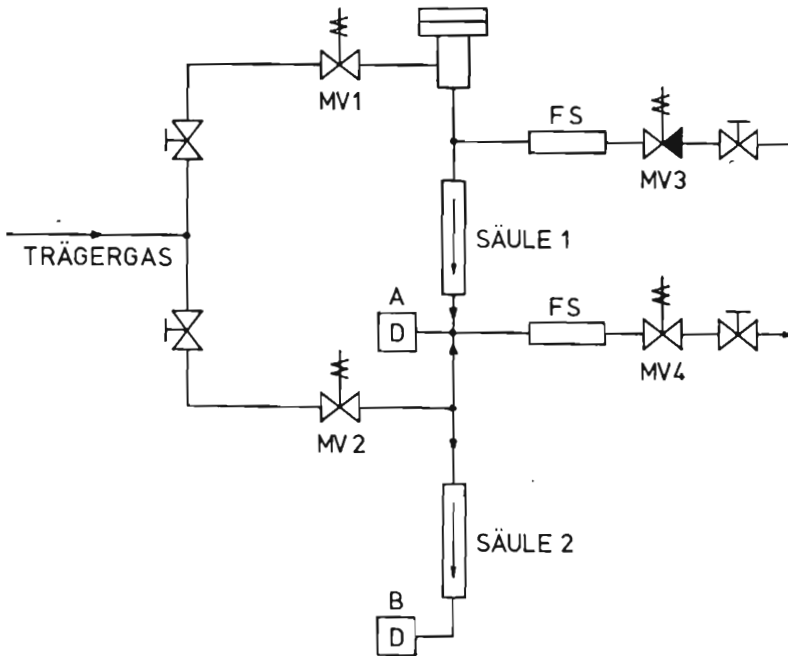 MV1
FS
MV3
TRÄGERGAS
SÄULE 1
A
D
FS
MV4
MV2
SÄULE 2
B
D